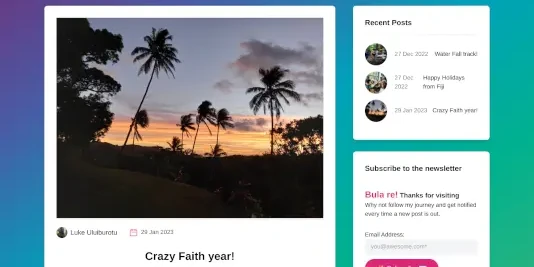 Luke Uluiburotu
29 Jan 2023
Crazy Faith year!
Recent Posts
27 Dec 2022 Water Fall track!
27 Dec 2022 Happy Holidays from Fiji
29 Jan 2023 Crazy Faith year!
Subscribe to the newsletter
Bula re! Thanks for visiting
Why not follow my journey and get notified
every time a new post is out.
Email Address:
you@awesome.com*